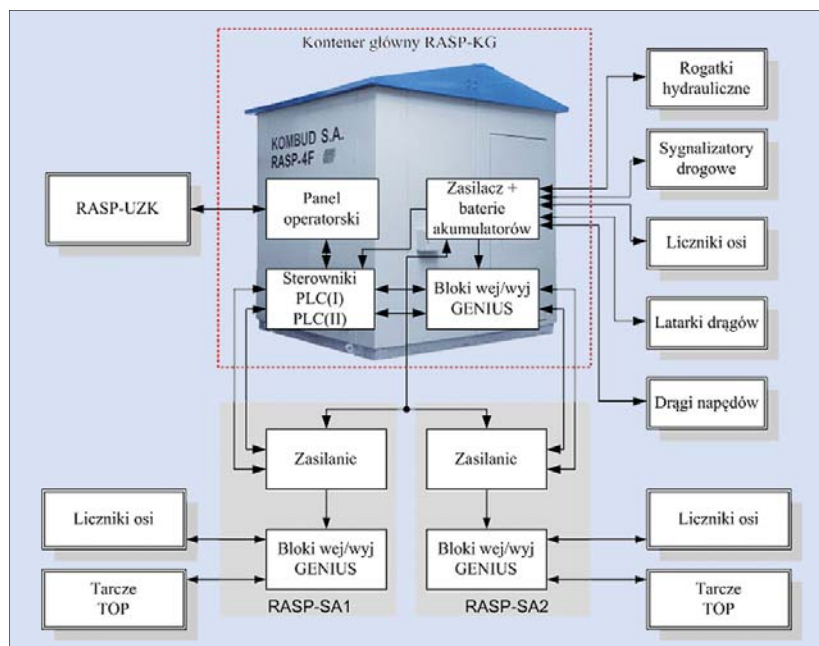 Kontener główny RASP-KG
KOMBUD S.A.
RASP-4F
RASP-UZK
Panel
operatorski
Zasilacz +
baterie
akumulatorów
Sterowniki
PLC(I)
PLC(II)
Bloki wej/wyj
GENIUS
Rogatki
hydrauliczne
Sygnalizatory
drogowe
Liczniki osi
Latarki drągów
Drągi napędów
Zasilanie
Zasilanie
Liczniki osi
Bloki wej/wyj
GENIUS
Bloki wej/wyj
GENIUS
Liczniki osi
Tarcze
TOP
RASP-SA1
RASP-SA2
Tarcze
TOP